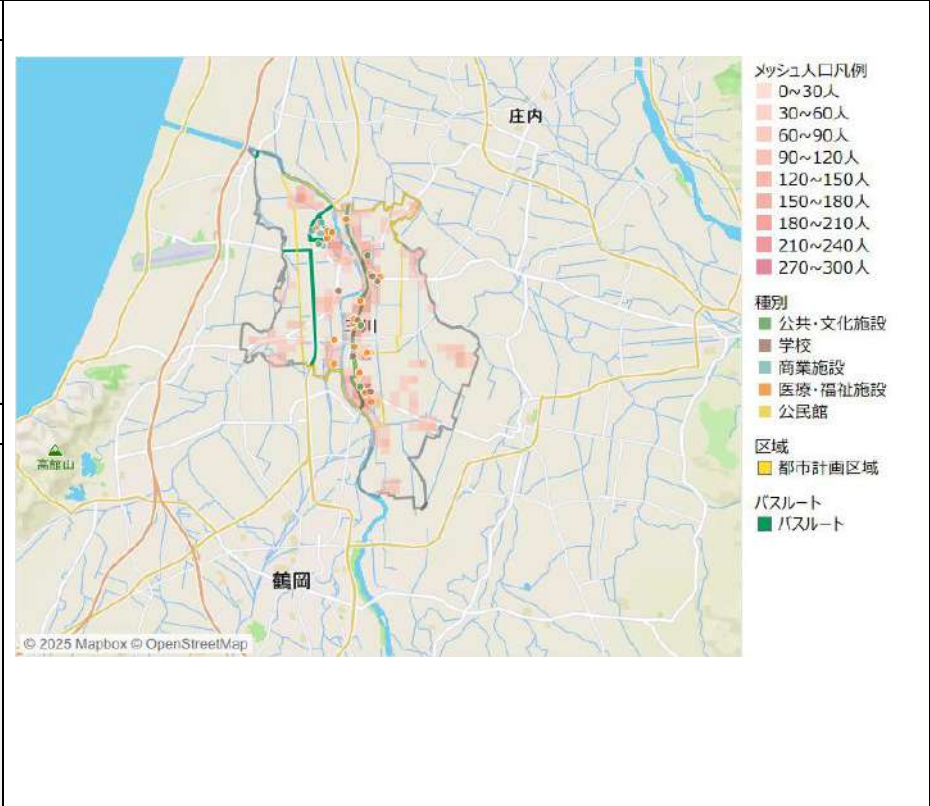 庄内
三川
高館山
鶴岡
© 2025 Mapbox © OpenStreetMap
メッシュ人口凡例
0~30人
30~60人
60~90人
90~120人
120~150人
150~180人
180~210人
210~240人
270~300人
種別
公共・文化施設
学校
商業施設
医療・福祉施設
公民館
区域
都市計画区域
バスルート
バスルート